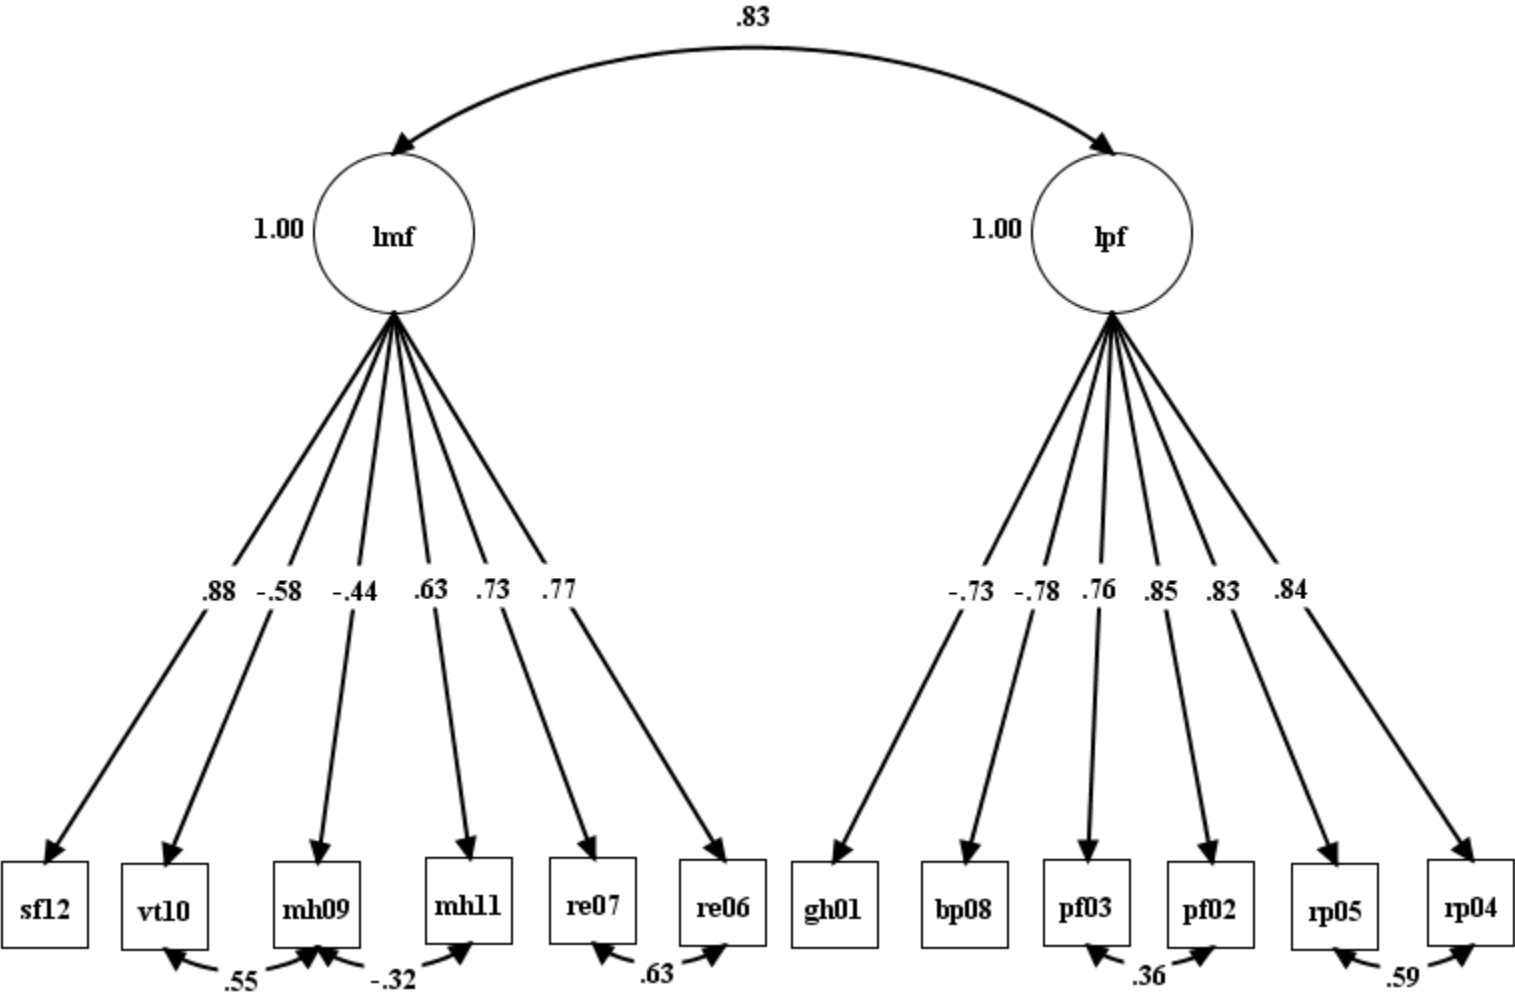 .83
1.00 lmf 1.00 lpf
.88 -.58 -.44 .63 .73 .77 -.73 -.78 .76 .85 .83 .84
sf12 vt10 mh09 mh11 re07 re06 gh01 bp08 pf03 pf02 rp05 rp04
.55 -.32 .63 .36 .59